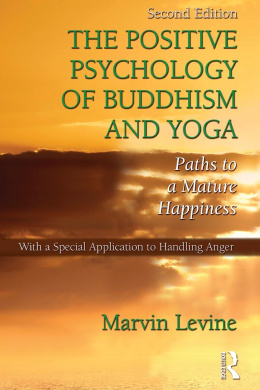 Second Edition
THE POSITIVE
PSYCHOLOGY
OF BUDDHISM
AND YOGA
Paths to
a Mature
Happiness
With a Special Application to Handling Anger
Marvin Levine
R